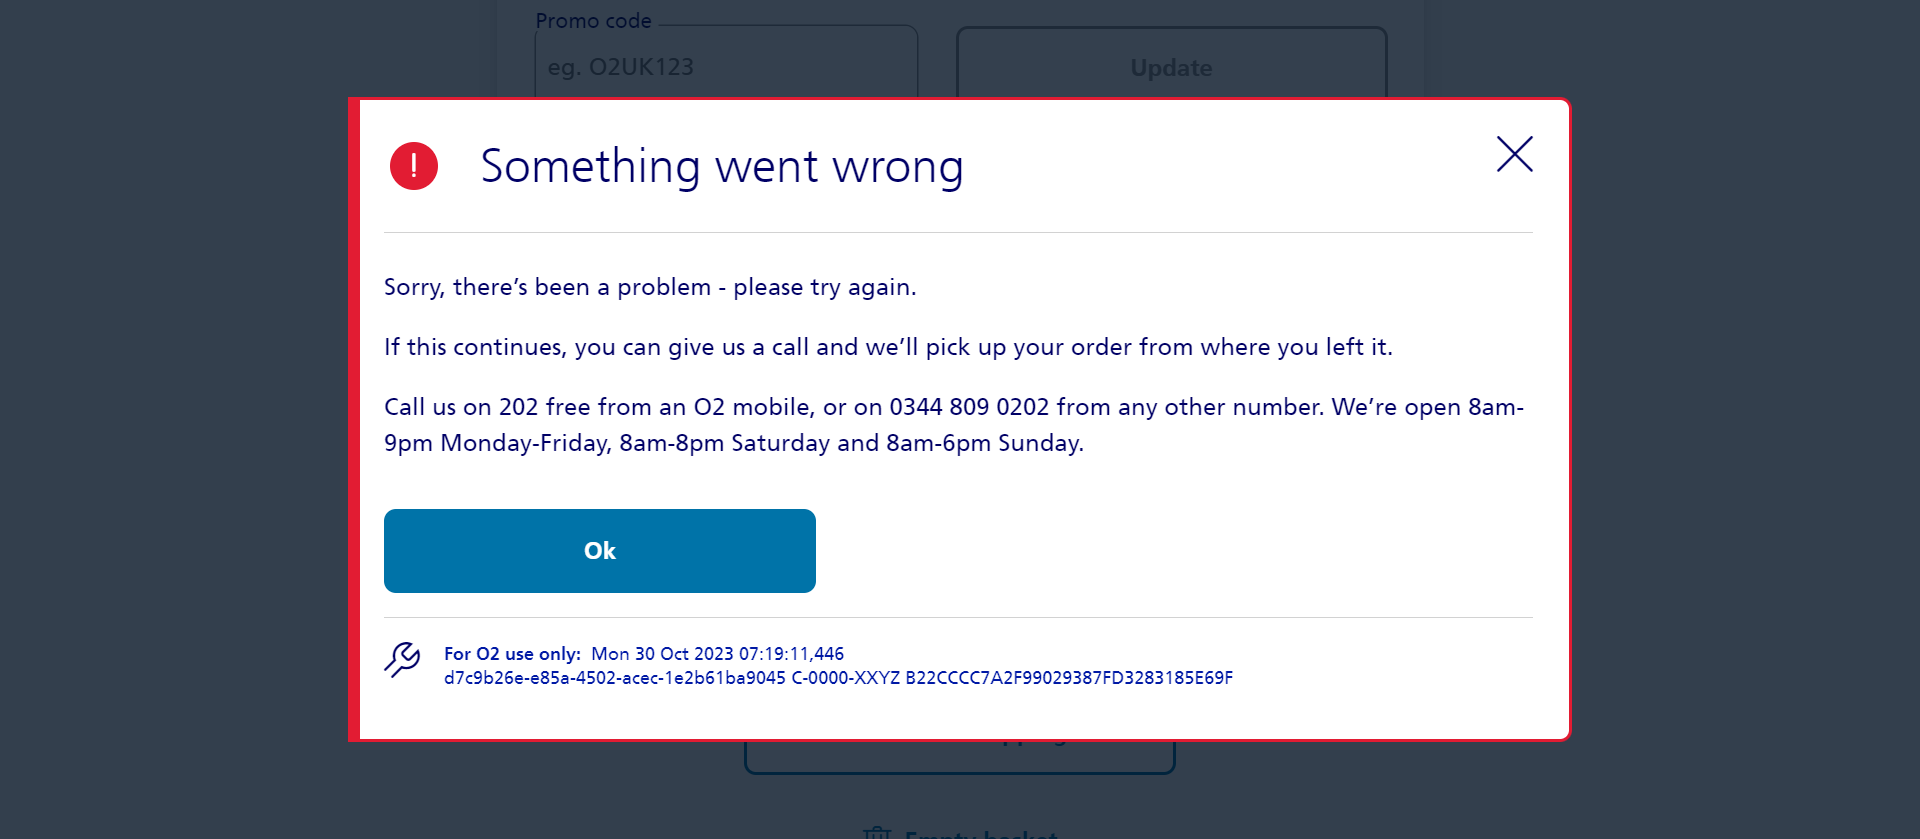 Promo code
eg. O2UK123
Update
Something went wrong
Sorry, there’s been a problem - please try again.
If this continues, you can give us a call and we’ll pick up your order from where you left it.
Call us on 202 free from an O2 mobile, or on 0344 809 0202 from any other number. We’re open 8am-
9pm Monday-Friday, 8am-8pm Saturday and 8am-6pm Sunday.
Ok
For O2 use only: Mon 30 Oct 2023 07:19:11,446
d7c9b26e-e85a-4502-acec-1e2b61ba9045 C-0000-XXYZ B22CCCC7A2F99029387FD3283185E69F
Empty basket